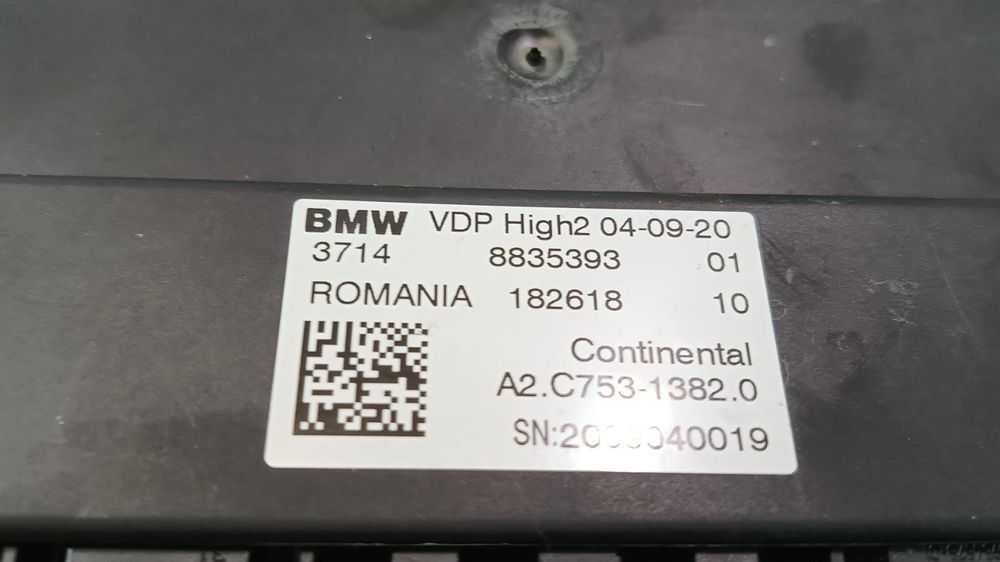 BMW VDP High2 04-09-20
3714 8835393 01
ROMANIA 182618 10
Continental
A2.C753-1382.0